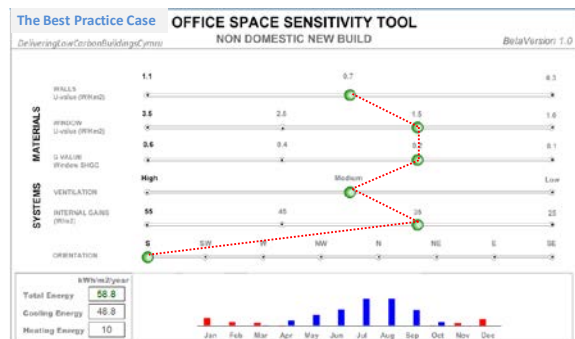 The Best Practice Case
OFFICE SPACE SENSITIVITY TOOL
NON DOMESTIC NEW BUILD
DeliveringLowCarbonBuildingsCymru
BetaVersion 1.0
MATERIALS
WALLS
U-value (W/m2)
1.1 0.7 0.3
WINDOW
U-value (W/m2)
3.5 2.5 1.5 1.0
G VALUE
Window SHGC
0.6 0.4 0.2 0.1
SYSTEMS
VENTILATION
High Medium Low
INTERNAL GAINS
55 45 35 25
ORIENTATION
S SW W NW N NE E SE
kWh/m2/year
Total Energy 58.8
Cooling Energy 48.8
Heating Energy 10
Jan Feb Mar Apr May Jun Jul Aug Sep Oct Nov Dec